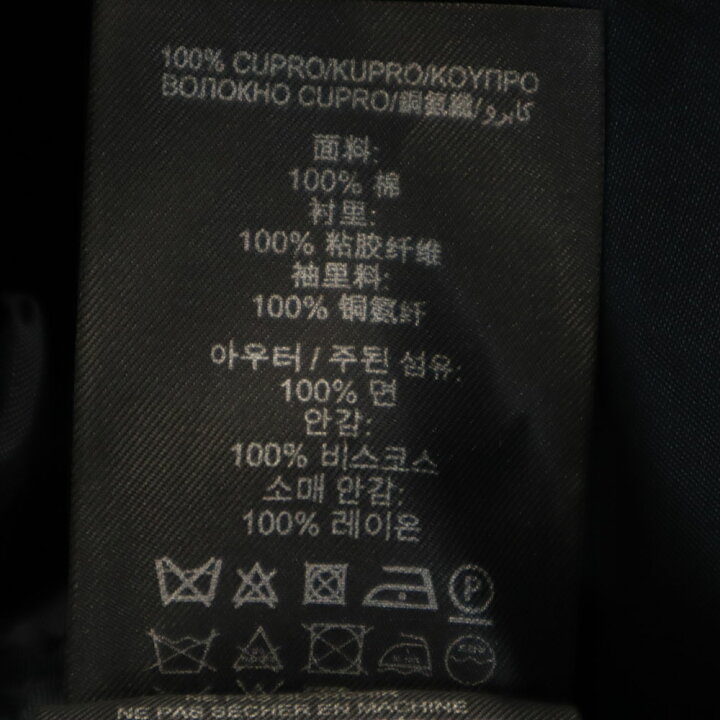 100% CUPRO/KUPRO/ΚΟΥΠΡΟ
ВОЛОКНО CUPRO/銅氨纖/كابرو
面料:
100% 棉
衬里:
100% 粘胶纤维
袖里料:
100% 铜氨纤
아우터 / 주된 섬유:
100% 면
안감:
100% 비스코스
소매 안감:
100% 레이온
P
NE PAS SÉCHER EN MACHINE